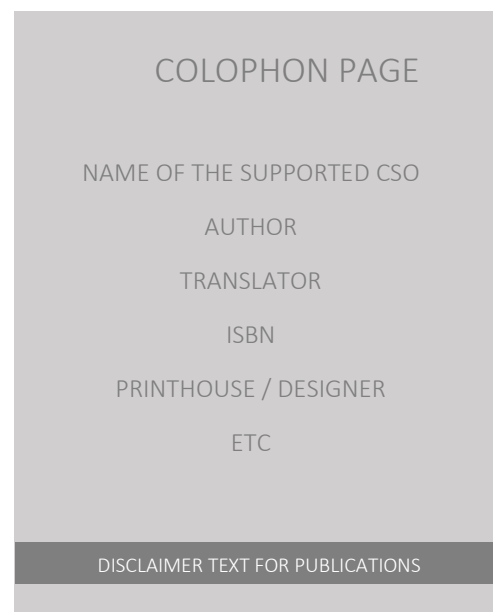 COLOPHON PAGE
NAME OF THE SUPPORTED CSO
AUTHOR
TRANSLATOR
ISBN
PRINTHOUSE / DESIGNER
ETC
DISCLAIMER TEXT FOR PUBLICATIONS